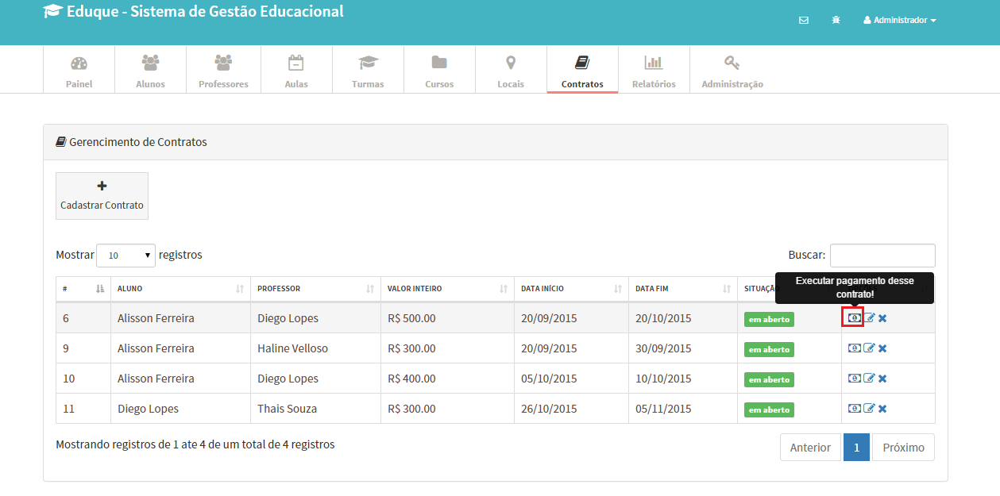 Eduque - Sistema de Gestão Educacional
Administrador
Painel
Alunos
Professores
Aulas
Turmas
Cursos
Locais
Contratos
Relatórios
Administração
Gerencimento de Contratos
Cadastrar Contrato
Mostrar 10 registros
Buscar:
Executar pagamento desse
contrato!
# ALUNO PROFESSOR VALOR INTEIRO DATA INÍCIO DATA FIM
6 Alisson Ferreira Diego Lopes R$ 500.00 20/09/2015 20/10/2015 em aberto
9 Alisson Ferreira Haline Velloso R$ 300.00 20/09/2015 30/09/2015 em aberto
10 Alisson Ferreira Diego Lopes R$ 400.00 05/10/2015 10/10/2015 em aberto
11 Diego Lopes Thais Souza R$ 300.00 26/10/2015 05/11/2015 em aberto
Mostrando registros de 1 ate 4 de um total de 4 registros
Anterior 1 Próximo